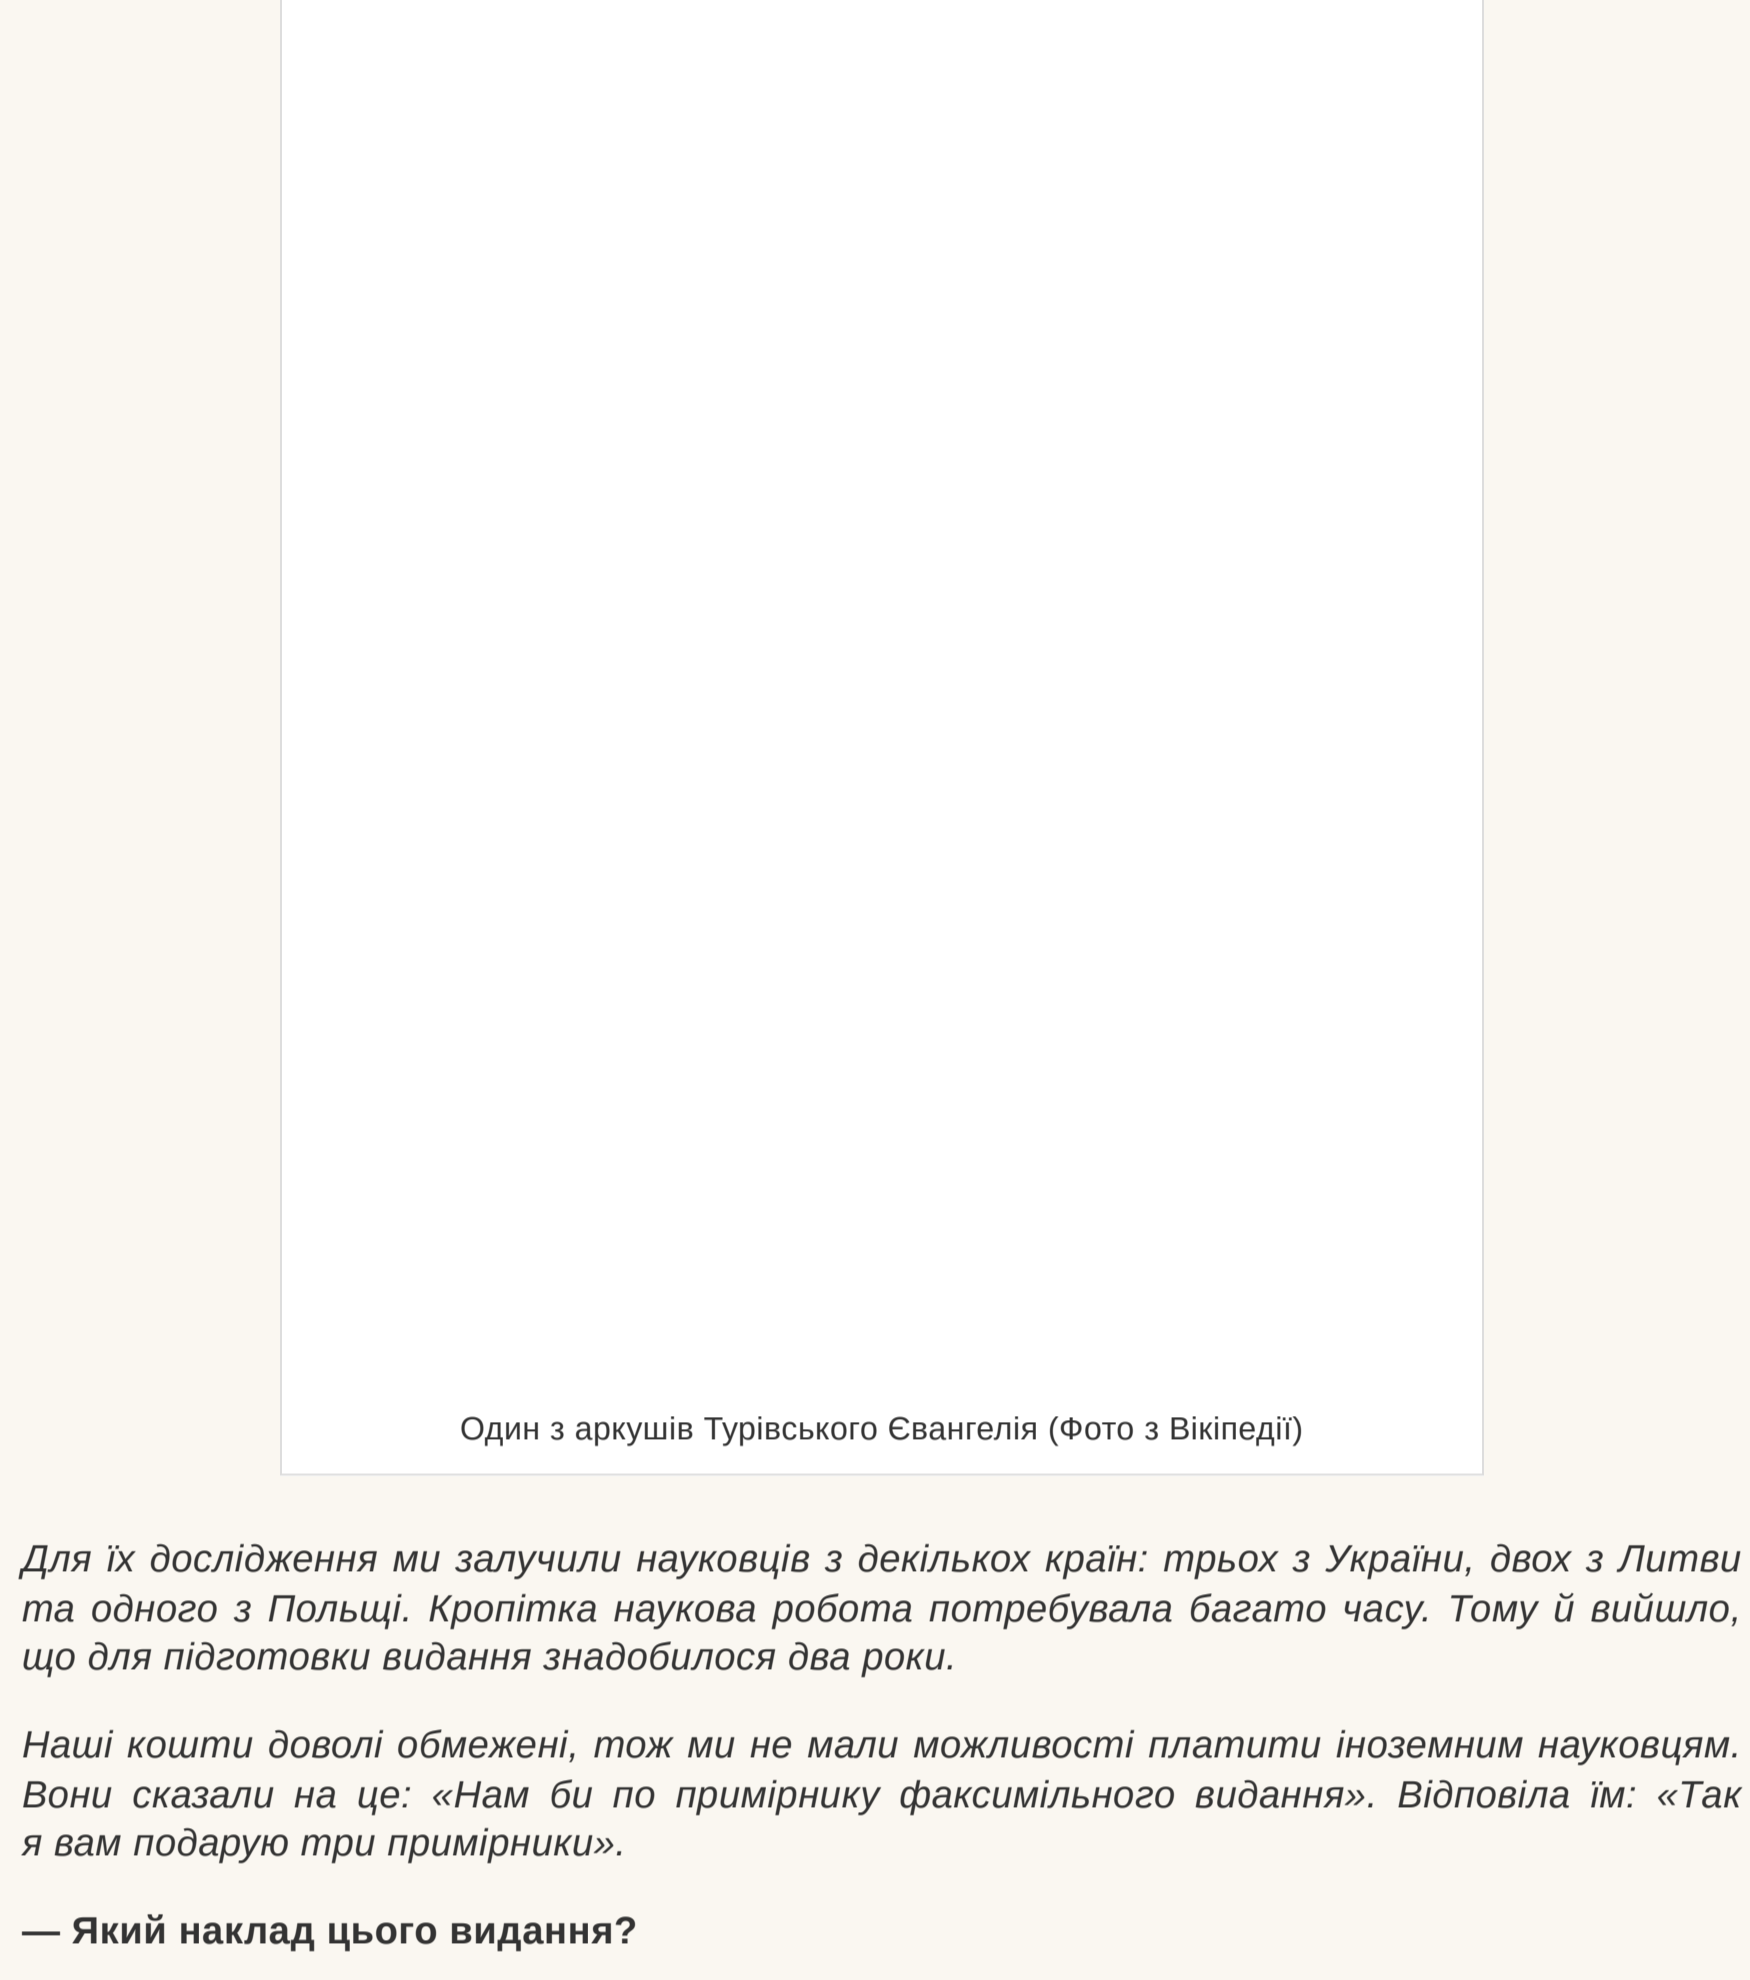 Один з аркушів Турівського Євангелія (Фото з Вікіпедії)
Для їх дослідження ми залучили науковців з декількох країн: трьох з України, двох з Литви
та одного з Польщі. Кропітка наукова робота потребувала багато часу. Тому й вийшло,
що для підготовки видання знадобилося два роки.
Наші кошти доволі обмежені, тож ми не мали можливості платити іноземним науковцям.
Вони сказали на це: «Нам би по примірнику факсимільного видання». Відповіла їм: «Так
я вам подарую три примірники».
— Який наклад цього видання?